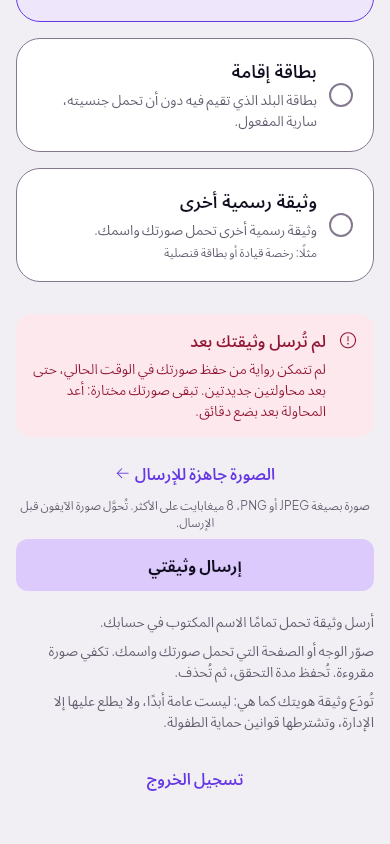 بطاقة إقامة
بطاقة البلد الذي تقيم فيه دون أن تحمل جنسيته،
سارية المفعول.
وثيقة رسمية أخرى
وثيقة رسمية أخرى تحمل صورتك واسمك.
مثلًا: رخصة قيادة أو بطاقة قنصلية
لم تُرسل وثيقتك بعد
لم تتمكن رواية من حفظ صورتك في الوقت الحالي، حتى
بعد محاولتين جديدتين. تبقى صورتك مختارة: أعد
المحاولة بعد بضع دقائق.
الصورة جاهزة للإرسال ←
صورة بصيغة JPEG أو PNG، 8 ميغابايت على الأكثر. تُحوَّل صورة الآيفون قبل
الإرسال.
إرسال وثيقتي
أرسل وثيقة تحمل تمامًا الاسم المكتوب في حسابك.
صوّر الوجه أو الصفحة التي تحمل صورتك واسمك. تكفي صورة
مقروءة. تُحفظ مدة التحقق، ثم تُحذف.
تُودَع وثيقة هويتك كما هي: ليست عامة أبدًا، ولا يطلع عليها إلا
الإدارة، وتشترطها قوانين حماية الطفولة.
تسجيل الخروج